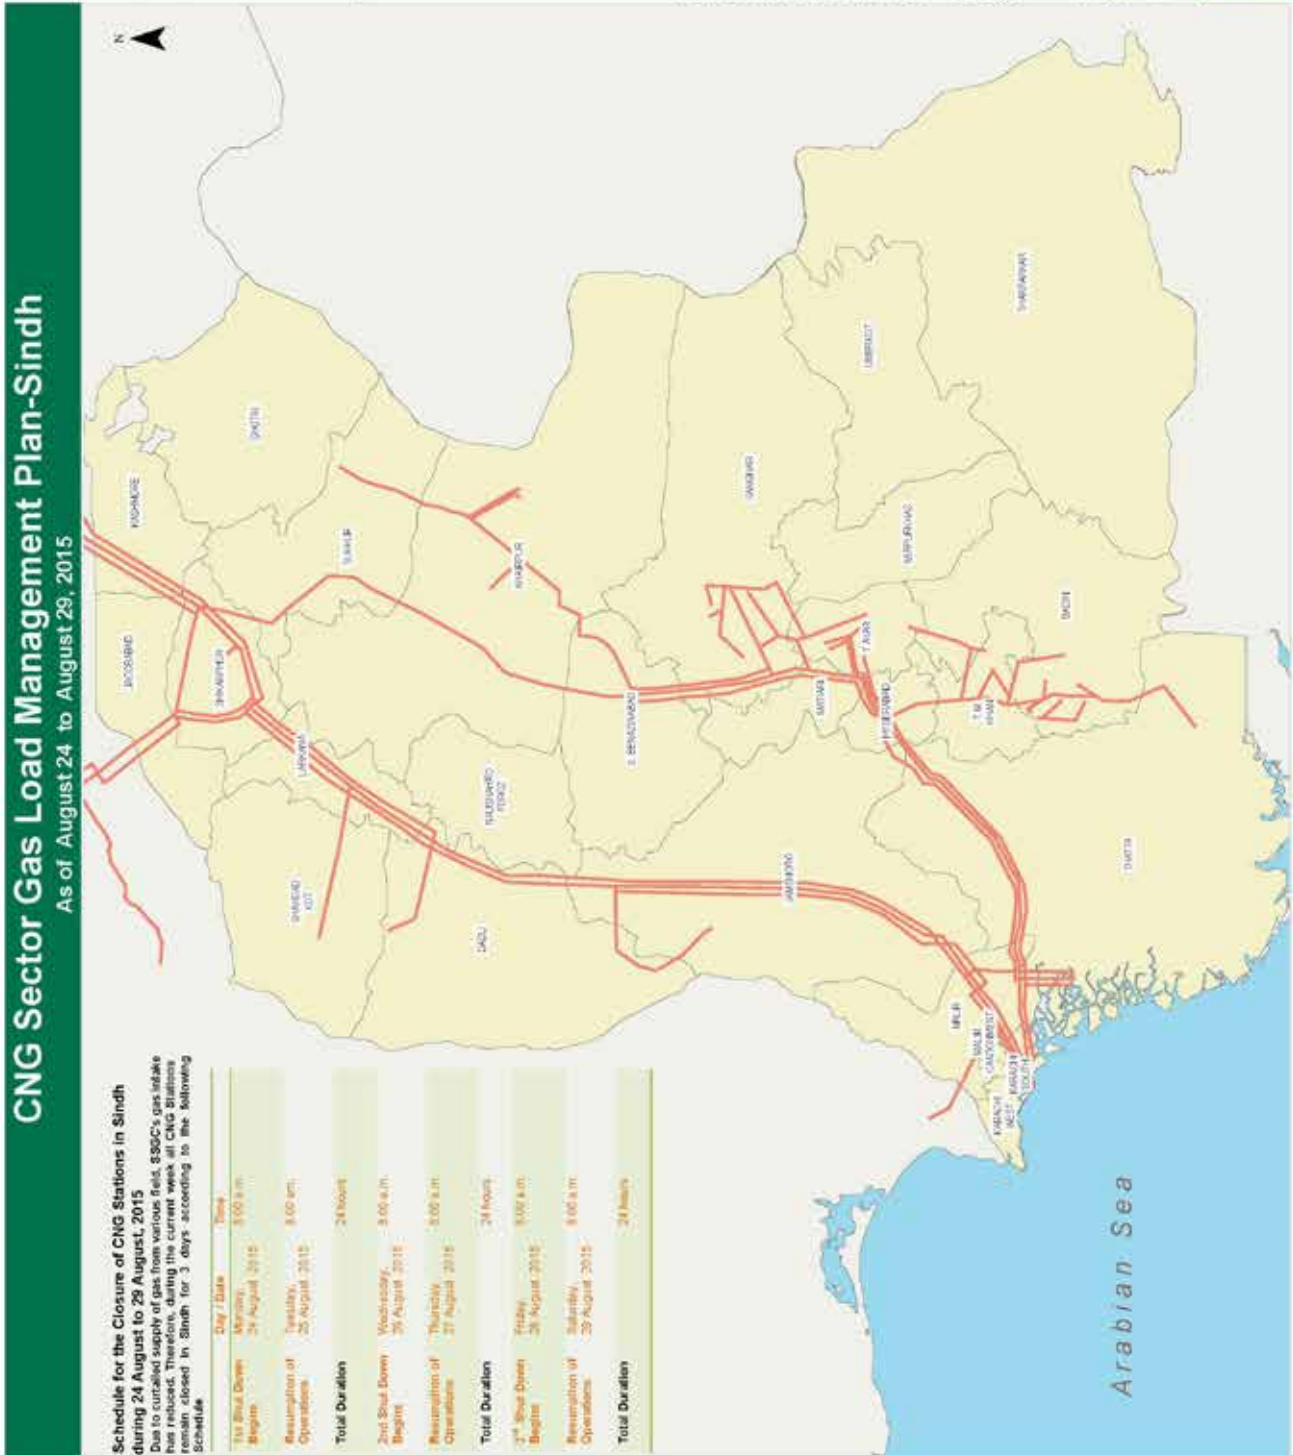 CNG Sector Gas Load Management Plan-Sindh
As of August 24 to August 29, 2015
N
Schedule for the Closure of CNG Stations in Sindh
during 24 August to 29 August, 2015
Due to curtailed supply of gas from various field, SSGC's gas intake
has reduced. Therefore, during the current week all CNG Stations
remain closed in Sindh for 3 days according to the following
Schedule
Day / Date Time
1st Shut Down Monday, 8:00 a.m.
Begins 24 August 2015
Resumption of Tuesday, 8:00 am.
Operations 25 August 2015
Total Duration 24 hours
2nd Shut Down Wednesday, 8:00 a.m.
Begins 26 August 2015
Resumption of Thursday, 8:00 a.m.
Operations 27 August 2015
Total Duration 24 hours
3rd Shut Down Friday, 8:00 a.m.
Begins 28 August 2015
Resumption of Saturday, 8:00 a.m.
Operations 29 August 2015
Total Duration 24 hours
KASHMORE
JACOBABAD
GHOTKI
SHIKARPHUR
SUKKUR
LARKANA
SHAHDAD
KOT
KHAIRPUR
NAUSHAHRO
FEROZ
DADU
S. BENAZIRABAD
SANGHAR
UMERKOT
MIRPURKHAS
MATIARI
T.AYAR
JAMSHORO
HYDERABAD
T.M.
KHAN
BADIN
THARPARKAR
THATTA
MALIR
MALIR
CANTONMENT
KARACHI
WEST
KARACHI
SOUTH
Arabian Sea